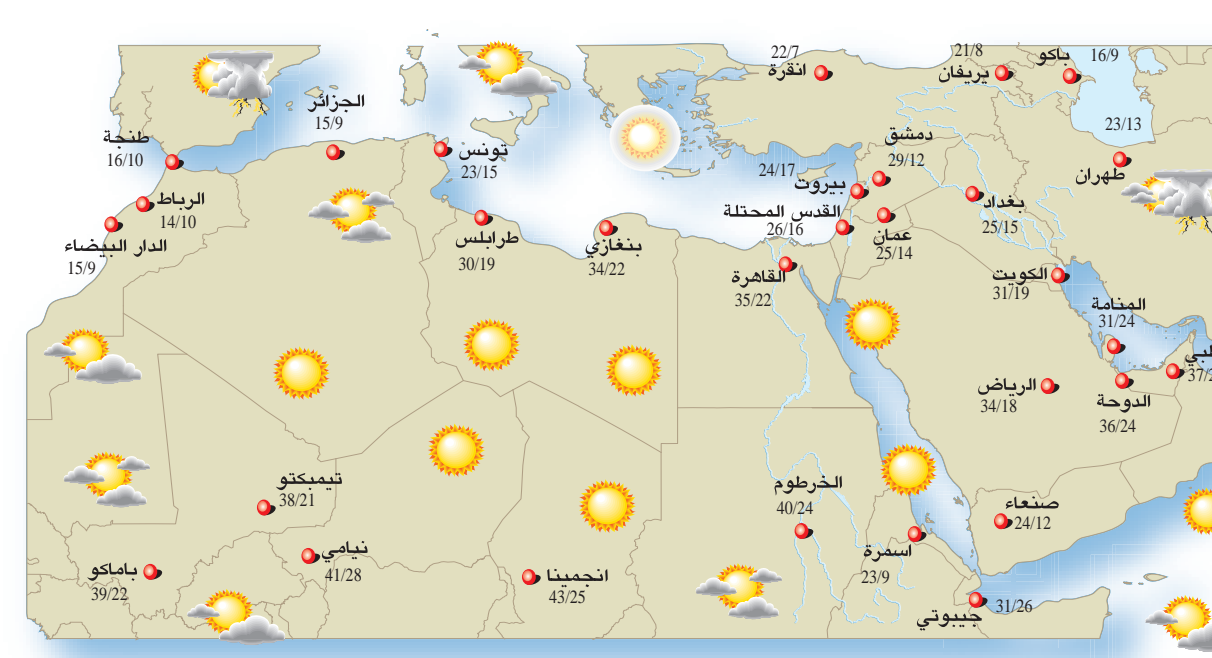 22/7
انقرة
21/8
يريفان
باكو
16/9
23/13
طهران
الجزائر
15/9
طنجة
16/10
تونس
23/15
دمشق
29/12
24/17
بيروت
بغداد
25/15
الرباط
14/10
القدس المحتلة
26/16
عمان
25/14
الدار البيضاء
15/9
طرابلس
30/19
بنغازي
34/22
القاهرة
35/22
الكويت
31/19
المنامة
31/24
الرياض
34/18
الدوحة
36/24
تيمبكتو
38/21
الخرطوم
40/24
صنعاء
24/12
نيامي
41/28
باماكو
39/22
انجمينا
43/25
اسمرة
23/9
جيبوتي
31/26